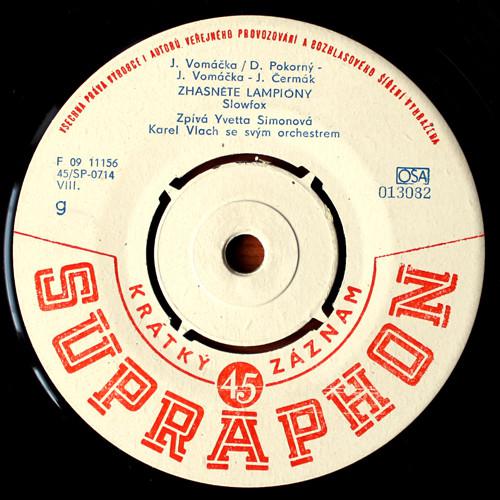 VŠECHNA PRÁVA VÝROBCE I AUTORŮ. VEŘEJNÉHO PROVOZOVÁNÍ A ROZHLASOVÉHO ŠÍŘENÍ VYHRAŽENA
J. Vomáčka / D. Pokorný -
J. Vomáčka - J. Čermák
ZHASNĚTE LAMPIONY
Slowfox
Zpívá Yvetta Simonová
Karel Vlach se svým orchestrem
F 09 11156
45/SP-0714
VIII.
g
OSA
013082
KRÁTKÝ 45 ZÁZNAM
SUPRAPHON